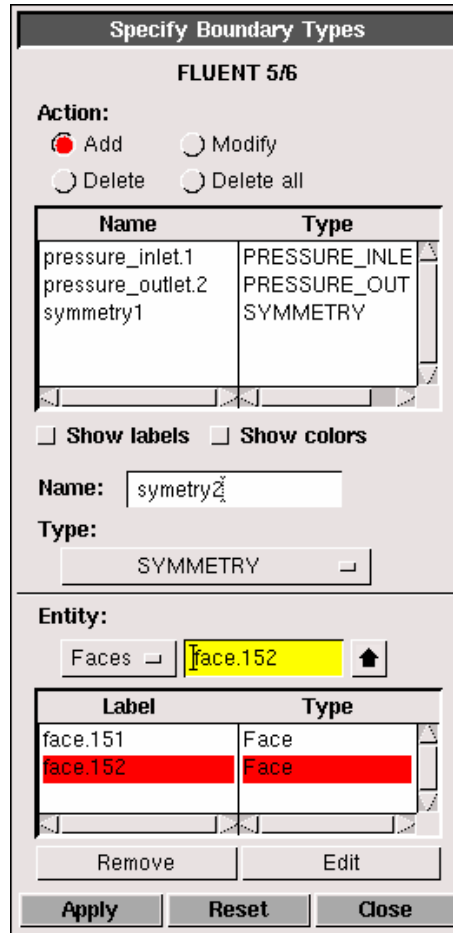 Specify Boundary Types
FLUENT 5/6
Action:
Add Modify
Delete Delete all
Name Type
pressure_inlet.1 PRESSURE_INLE
pressure_outlet.2 PRESSURE_OUT
symmetry1 SYMMETRY
Show labels Show colors
Name: symetry2
Type:
SYMMETRY
Entity:
Faces face.152
Label Type
face.151 Face
face.152 Face
Remove Edit
Apply Reset Close